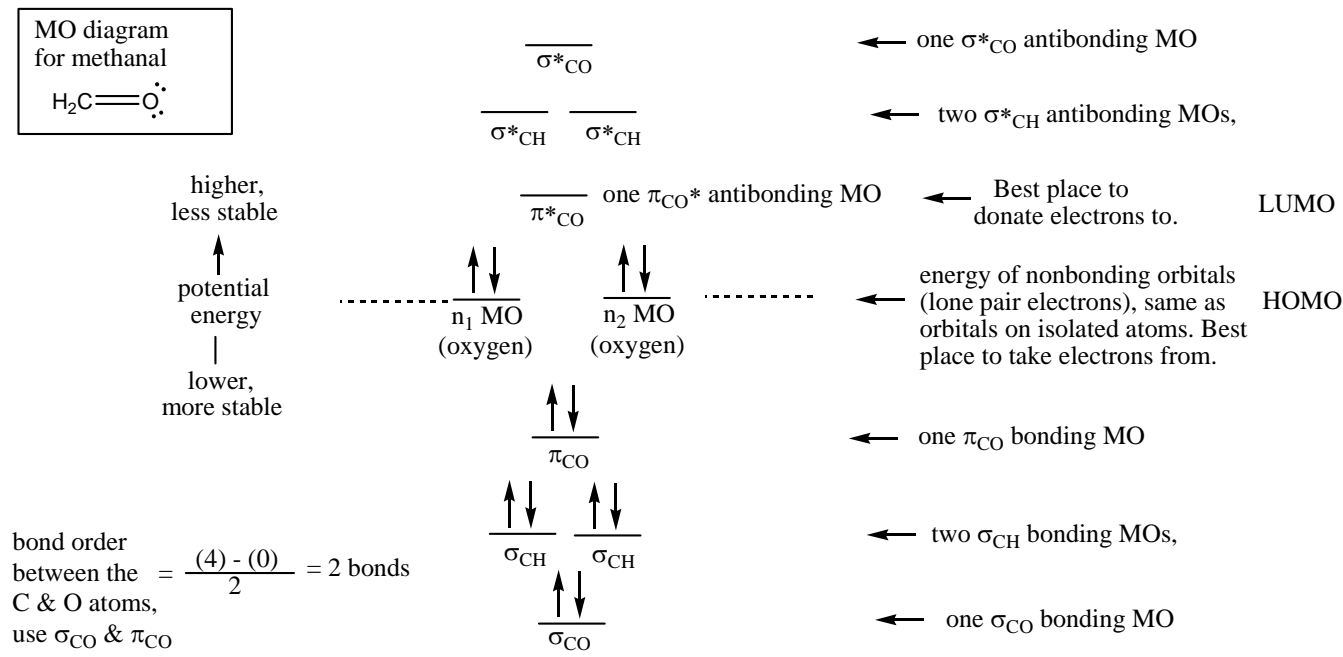 MO diagram
for methanal
H₂C=O
σ*CO
one σ*CO antibonding MO
σ*CH σ*CH
two σ*CH antibonding MOs,
higher,
less stable
potential
energy
lower,
more stable
π*CO
one πCO* antibonding MO
Best place to
donate electrons to.
LUMO
n₁ MO
(oxygen)
n₂ MO
(oxygen)
energy of nonbonding orbitals
(lone pair electrons), same as
orbitals on isolated atoms. Best
place to take electrons from.
HOMO
πCO
one πCO bonding MO
σCH σCH
two σCH bonding MOs,
bond order
between the
C & O atoms,
use σCO & πCO
= (4) - (0)
2
= 2 bonds
σCO
one σCO bonding MO